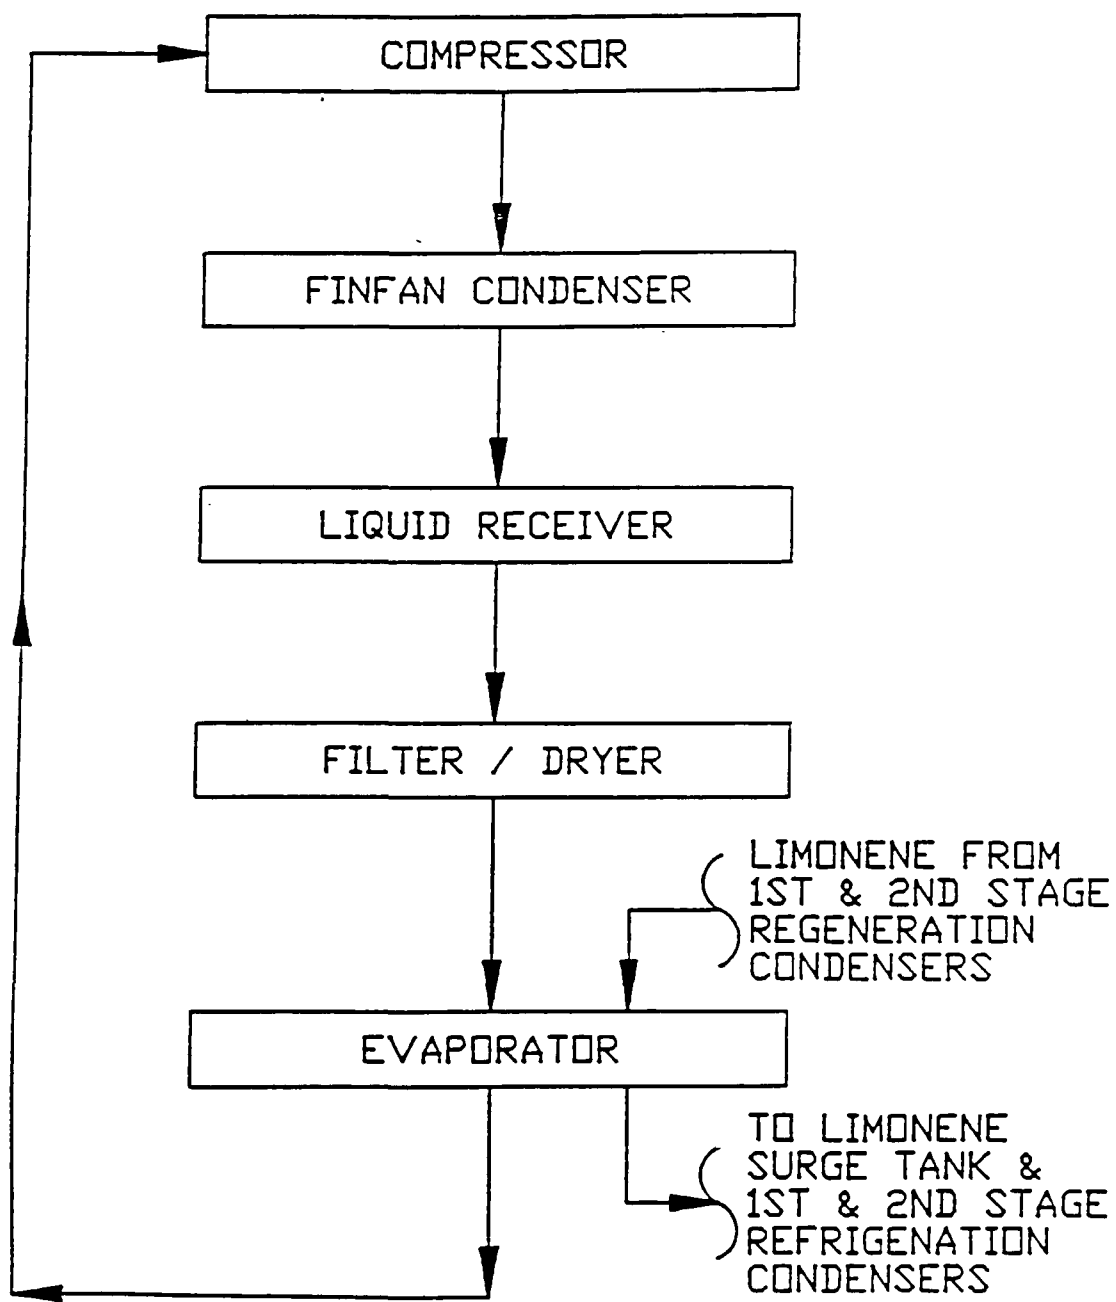 COMPRESSOR
FINFAN CONDENSER
LIQUID RECEIVER
FILTER / DRYER
LIMONENE FROM
1ST & 2ND STAGE
REGENERATION
CONDENSERS
EVAPORATOR
TO LIMONENE
SURGE TANK &
1ST & 2ND STAGE
REFRIGENATION
CONDENSERS